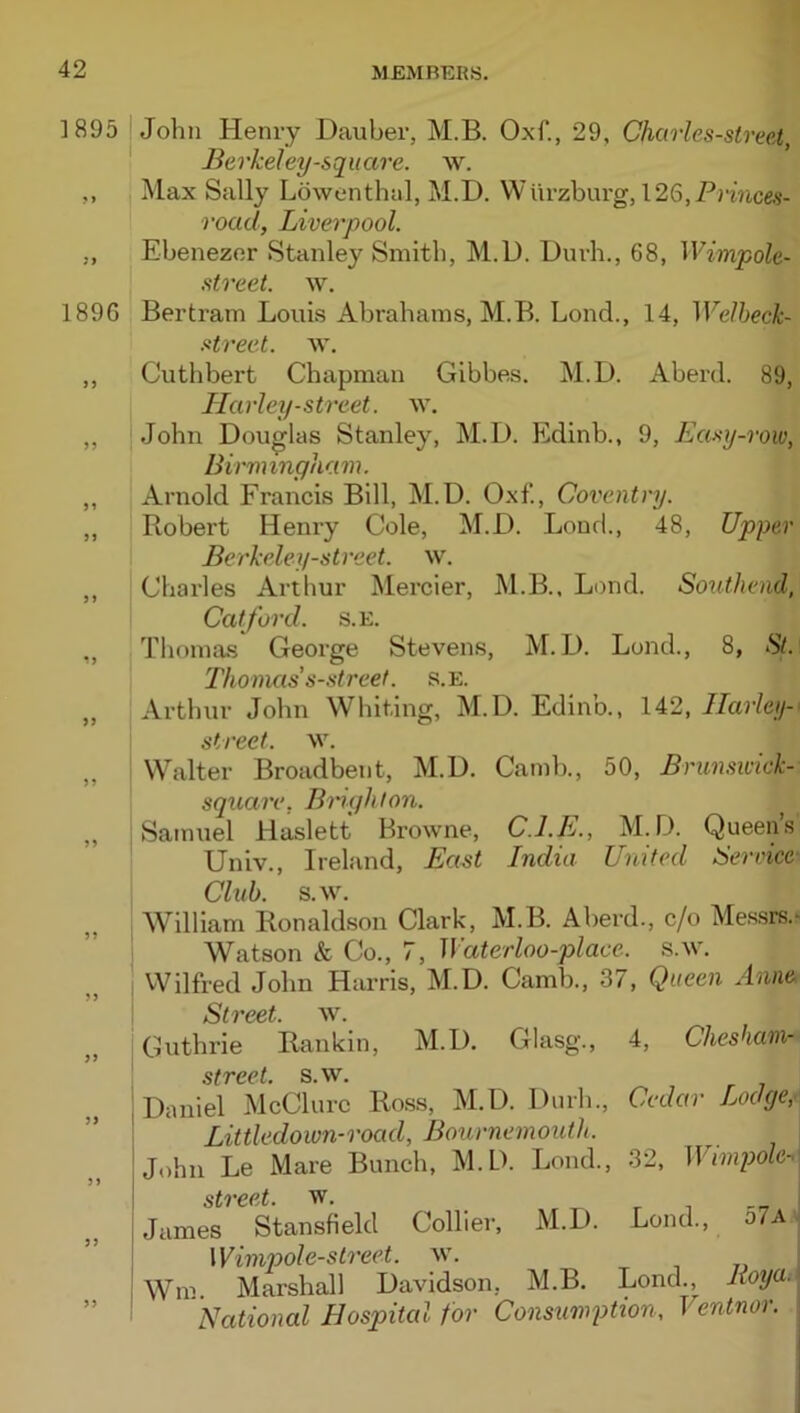 42 MEMBERS.
1895 John Henry Dauber, M.B. Oxf., 29, Charles-street,
Berkeley-square. w.
,, Max Sally Löwenthal, M.D. Würzburg, 126, Princes-
road, Liverpool.
,, Ebenezer Stanley Smith, M.D. Durh., 68, Wimpole-
street. w.
1896 Bertram Louis Abrahams, M.B. Lond., 14, Welbeck-
street. w.
,, Cuthbert Chapman Gibbes. M.D. Aberd. 89,
Harley-street. w.
,, John Douglas Stanley, M.D. Edinb., 9, Easy-row,
Birmingham.
,, Arnold Francis Bill, M.D. Oxf., Coventry.
,, Robert Henry Cole, M.D. Lond., 48, Upper
Berkeley-street. w.
,, Charles Arthur Mercier, M.B., Lond. Southend,
Catford. S.E.
,, Thomas George Stevens, M.D. Lond., 8, St.
Thomas's-street. S.E.
,, Arthur John Whiting, M.D. Edinb., 142, Harley-
street. w.
,, Walter Broadbent, M.D. Camb., 50, Brunswick-
square, Brighton.
,, Samuel Haslett Browne, C.I.E., M.D. Queen's
Univ., Ireland, East India United Service
Club. s.w.
,, William Ronaldson Clark, M.B. Aberd., c/o Messrs.
Watson & Co., 7, Waterloo-place. s.w.
,, Wilfred John Harris, M.D. Camb., 37, Queen Anne
Street. w.
,, Guthrie Rankin, M.D. Glasg., 4, Chesham-
street. s.w.
,, Daniel McClure Ross, M.D. Durh., Cedar Lodge,
Littledown-road, Bournemouth.
,, John Le Mare Bunch, M.D. Lond., 32, Wimpole-
street. w.
,, James Stansfield Collier, M.D. Lond., 57A
Wimpole-street. w.
,, Wm. Marshall Davidson, M.B. Lond., Roya
National Hospital for Consumption, Ventnor.